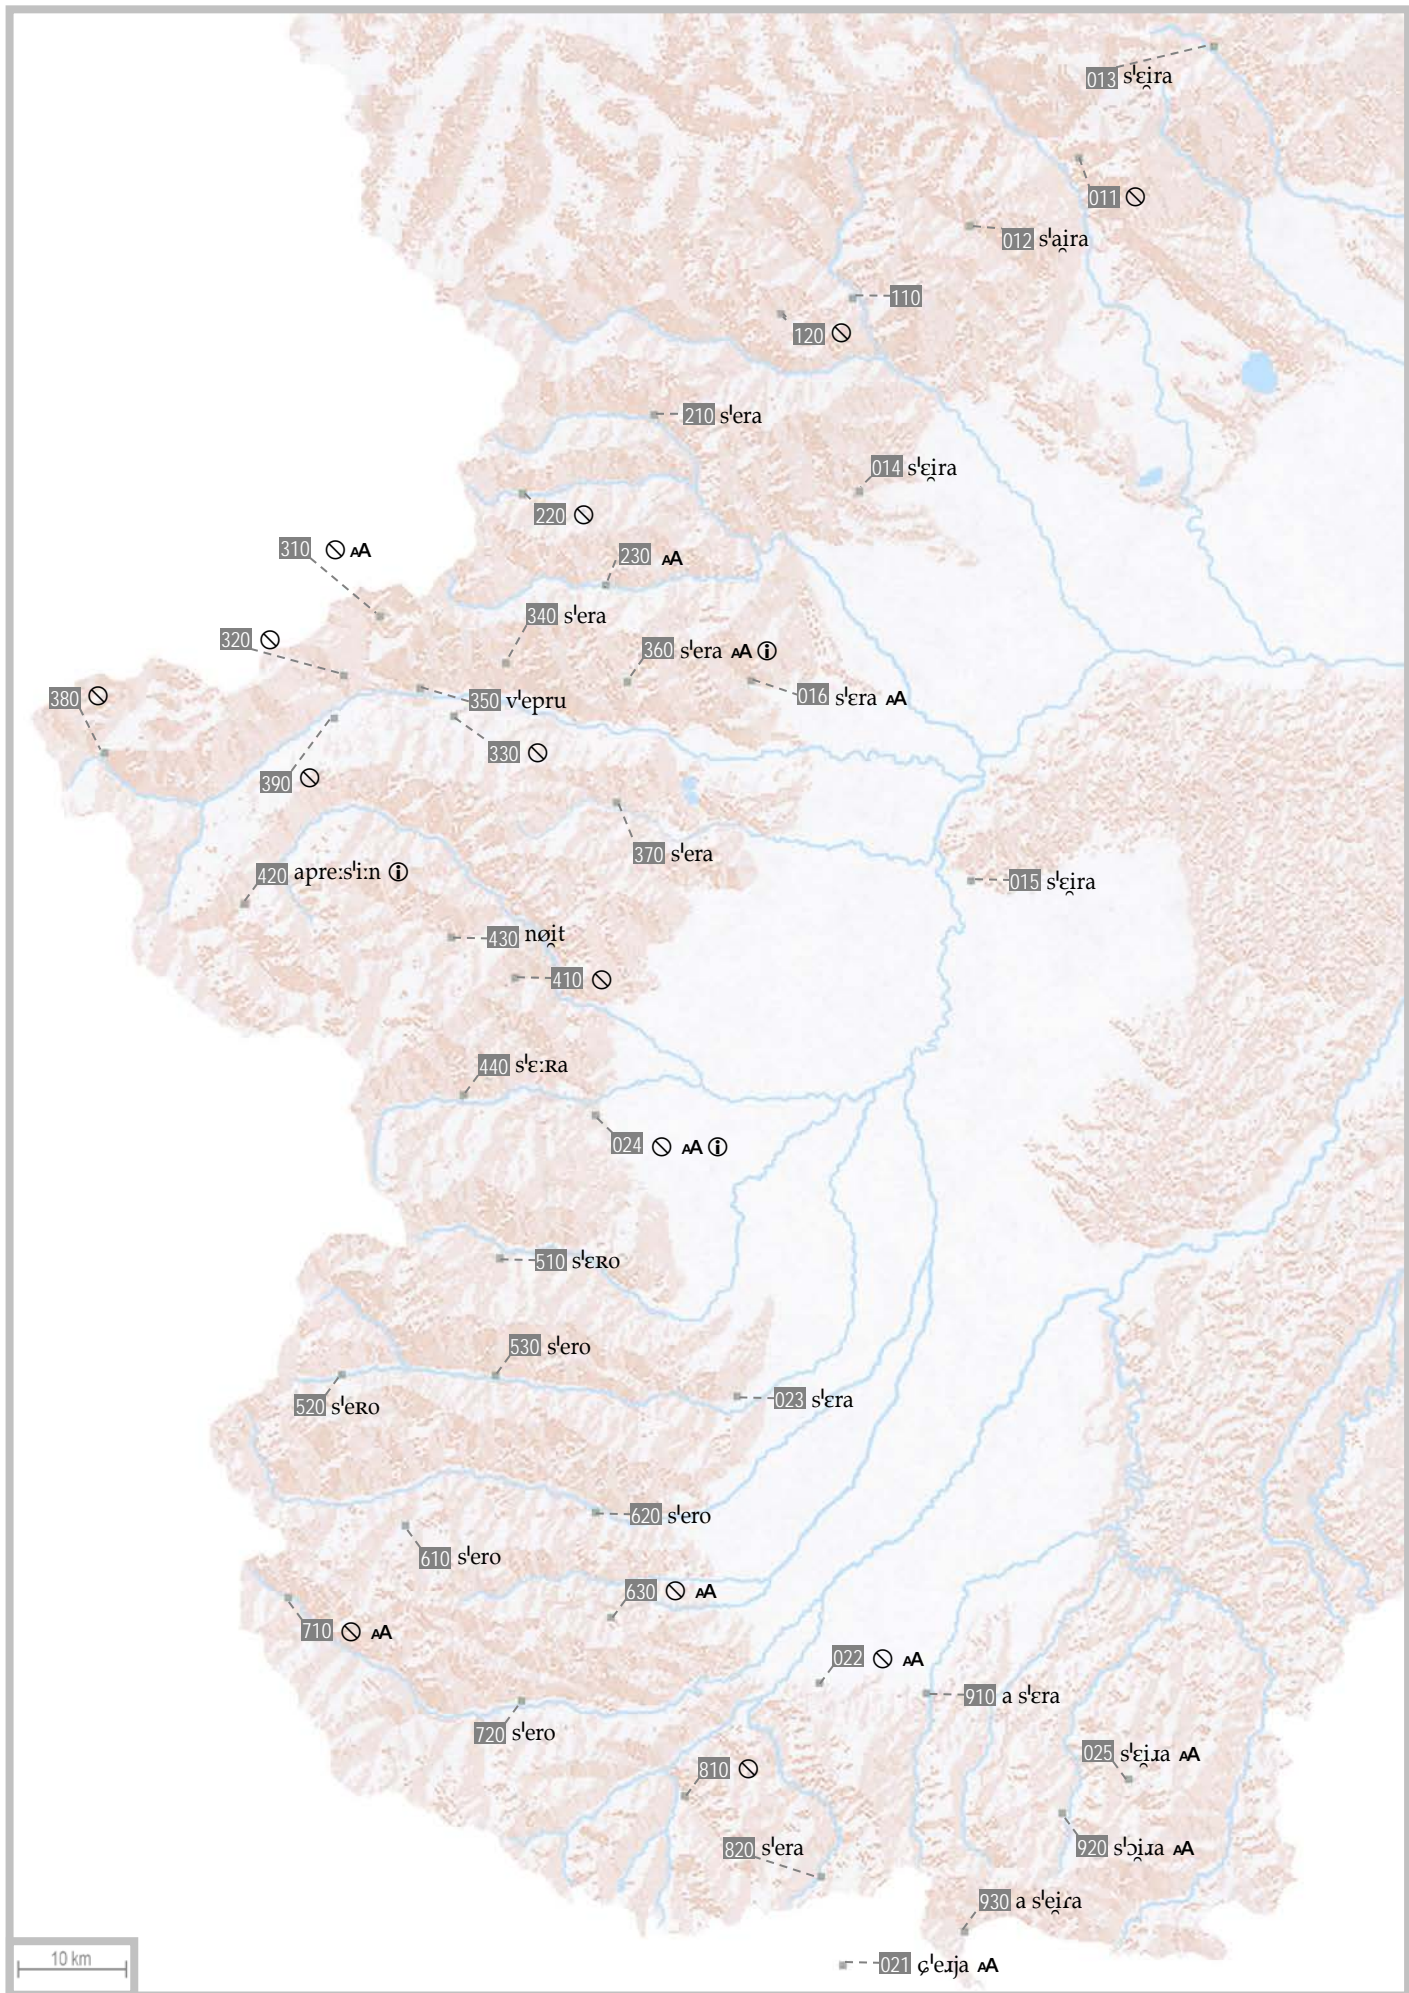 013 sˈɛi̯ra
011
012 sˈai̯ra
110
120
210 sˈera
014 sˈɛi̯ra
220
310 AA
230 AA
340 sˈera
320
360 sˈera AA
380
350 vˈepru
016 sˈɛra AA
330
390
370 sˈera
420 apreːsˈiːn
015 sˈɛi̯ra
430 nøi̯t
410
440 sˈɛːʀa
024 AA
510 sˈɛʀo
530 sˈero
520 sˈeʀo
023 sˈɛra
620 sˈero
610 sˈero
630 AA
710 AA
022 AA
910 a sˈɛra
720 sˈero
025 sˈɛi̯ɹa AA
810
820 sˈera
920 sˈɔi̯ɹa AA
930 a sˈei̯ɾa
10 km
021 ɕˈeɹja AA